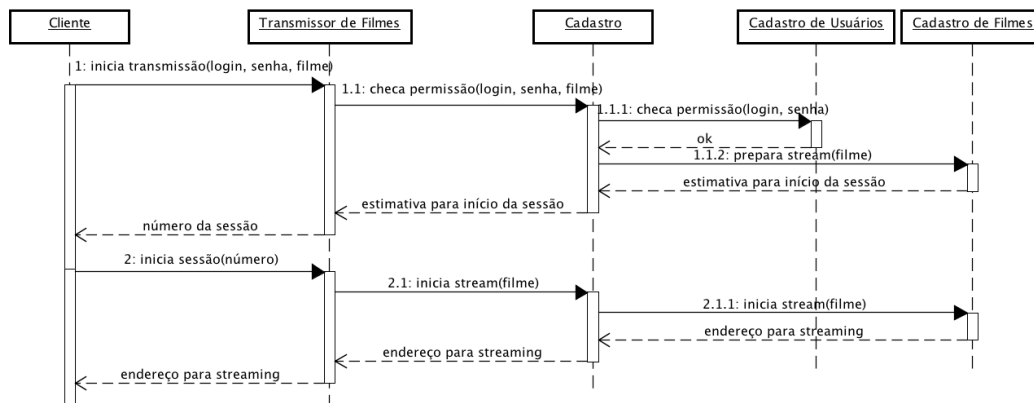 Cliente
Transmissor de Filmes
Cadastro
Cadastro de Usuários
Cadastro de Filmes
1: inicia transmissão(login, senha, filme)
1.1: checa permissão(login, senha, filme)
1.1.1: checa permissão(login, senha)
ok
1.1.2: prepara stream(filme)
estimativa para início da sessão
estimativa para início da sessão
número da sessão
2: inicia sessão(número)
2.1: inicia stream(filme)
2.1.1: inicia stream(filme)
endereço para streaming
endereço para streaming
endereço para streaming